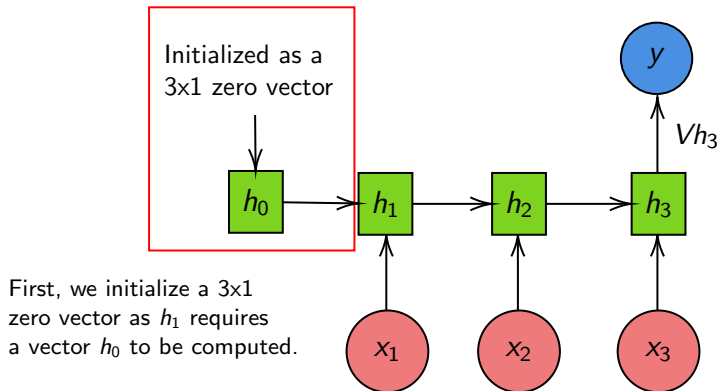 Initialized as a
3x1 zero vector
y
Vh₃
h₀
h₁
h₂
h₃
First, we initialize a 3x1
zero vector as h₁ requires
a vector h₀ to be computed.
x₁
x₂
x₃